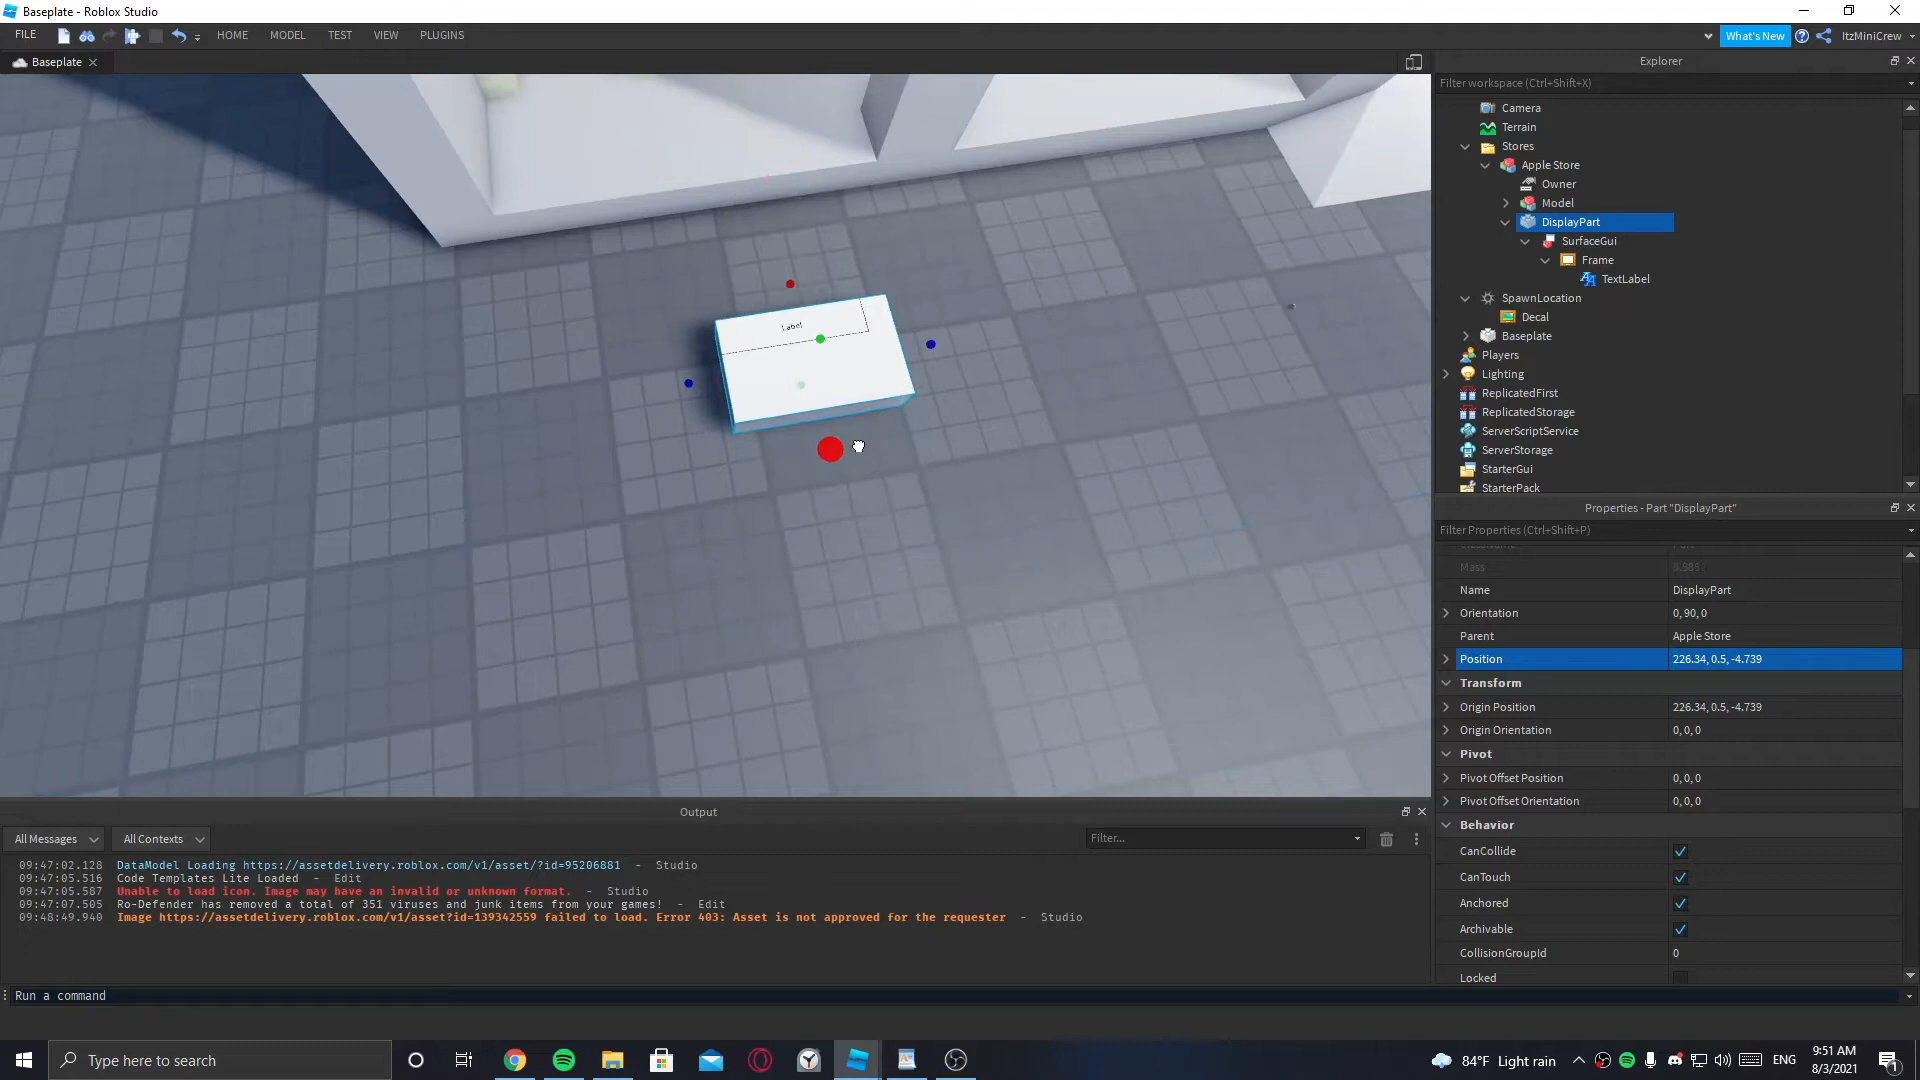 Baseplate - Roblox Studio
FILE
HOME
MODEL
TEST
VIEW
PLUGINS
What's New
ItzMiniCrew
Baseplate
Label
Explorer
Filter workspace (Ctrl+Shift+X)
Camera
Terrain
Stores
Apple Store
Owner
Model
DisplayPart
SurfaceGui
Frame
TextLabel
SpawnLocation
Decal
Baseplate
Players
Lighting
ReplicatedFirst
ReplicatedStorage
ServerScriptService
ServerStorage
StarterGui
StarterPack
Properties - Part "DisplayPart"
Filter Properties (Ctrl+Shift+P)
Mass
Name DisplayPart
Orientation 0, 90, 0
Parent Apple Store
Position 226.34, 0.5, -4.739
Transform
Origin Position 226.34, 0.5, -4.739
Origin Orientation 0, 0, 0
Pivot
Pivot Offset Position 0, 0, 0
Pivot Offset Orientation 0, 0, 0
Behavior
CanCollide
CanTouch
Anchored
Archivable
CollisionGroupId 0
Locked
Output
All Messages
All Contexts
Filter...
09:47:02.128 DataModel Loading https://assetdelivery.roblox.com/v1/asset/?id=95206881 - Studio
09:47:05.516 Code Templates Lite Loaded - Edit
09:47:05.587 Unable to load icon. Image may have an invalid or unknown format. - Studio
09:47:07.505 Ro-Defender has removed a total of 351 viruses and junk items from your games! - Edit
09:48:49.940 Image https://assetdelivery.roblox.com/v1/asset?id=139342559 failed to load. Error 403: Asset is not approved for the requester - Studio
Run a command
Type here to search
84°F Light rain
ENG
9:51 AM
8/3/2021
1